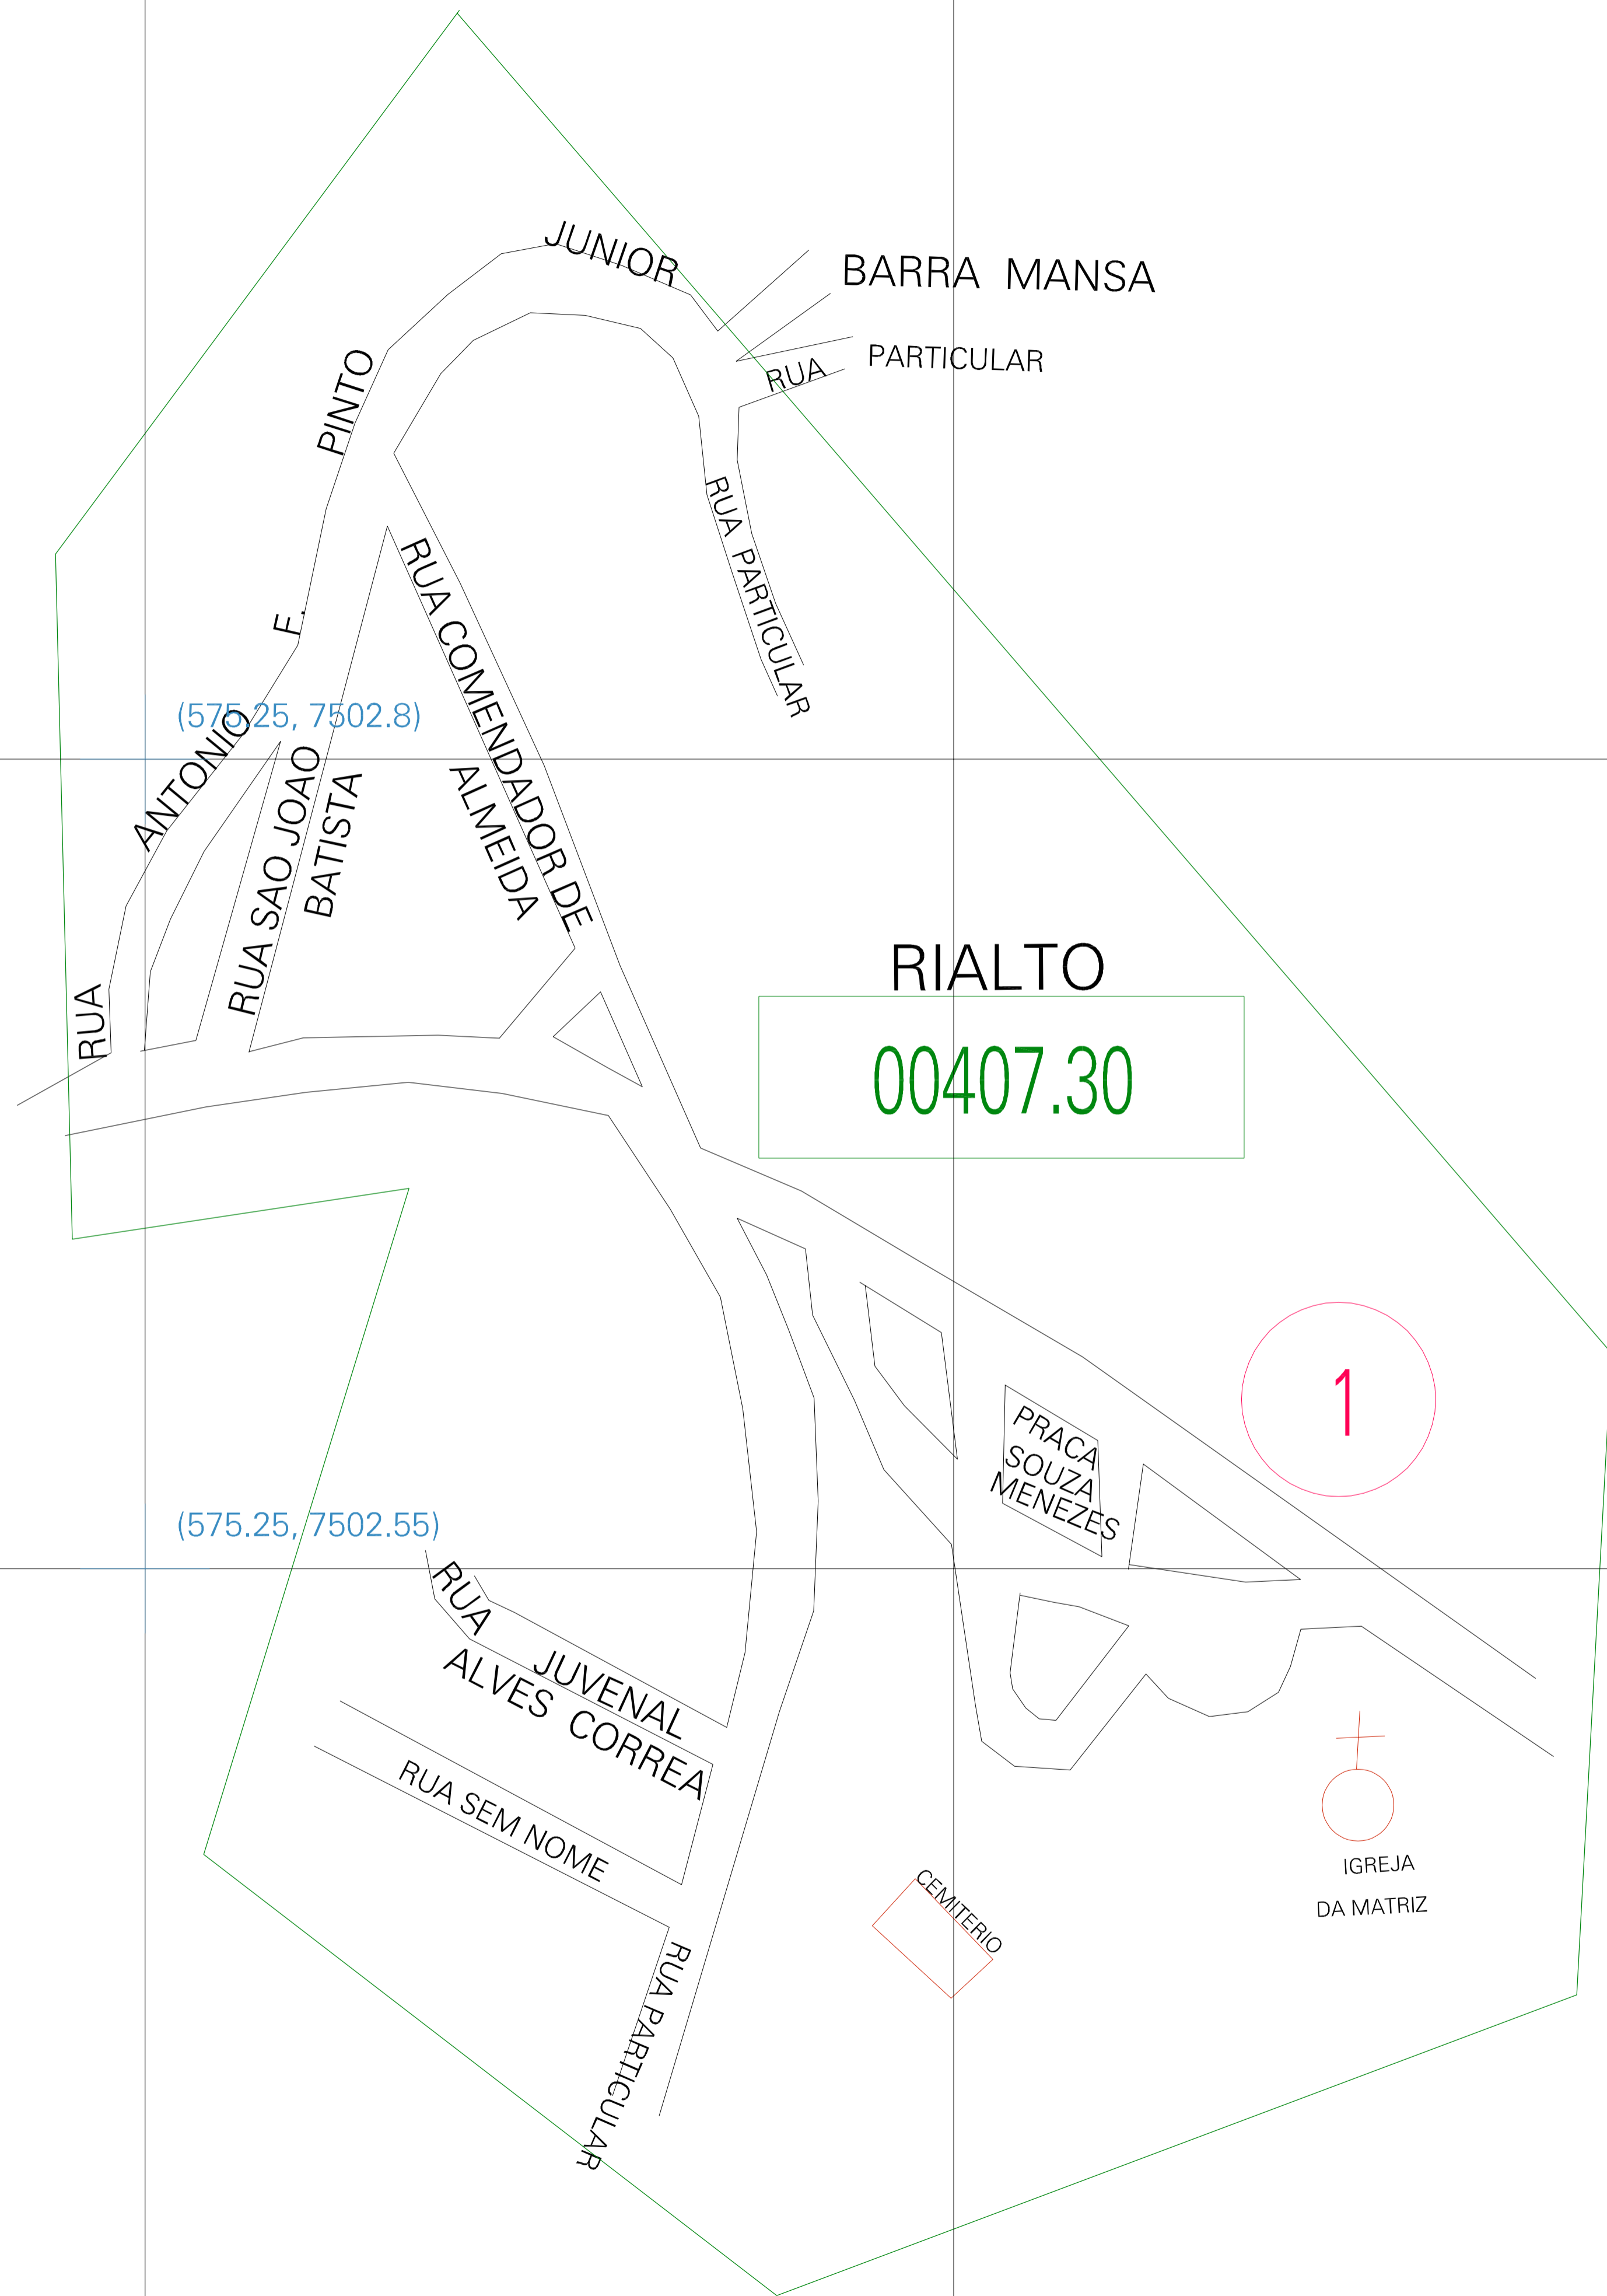 JUNIOR
BARRA MANSA
PARTICULAR
RUA
PINTO
RUA PARTICULAR
F.
RUA COMENDADOR DE
ALMEIDA
(575.25, 7502.8)
ANTONIO
RUA SAO JOAO
BATISTA
RUA
RIALTO
00407.30
1
PRACA
SOUZA
MENEZES
(575.25, 7502.55)
RUA
JUVENAL
ALVES CORREA
RUA SEM NOME
RUA PARTICULAR
CEMITERIO
IGREJA
DA MATRIZ